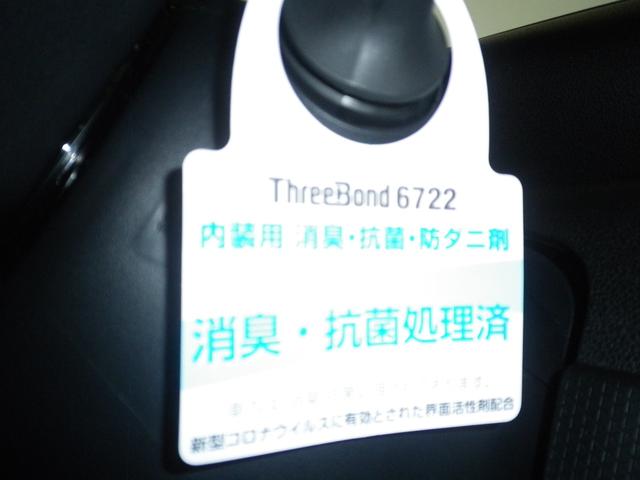 ThreeBond 6722
内装用 消臭・抗菌・防ダニ剤
消臭・抗菌処理済
新型コロナウイルスに有効とされた界面活性剤配合